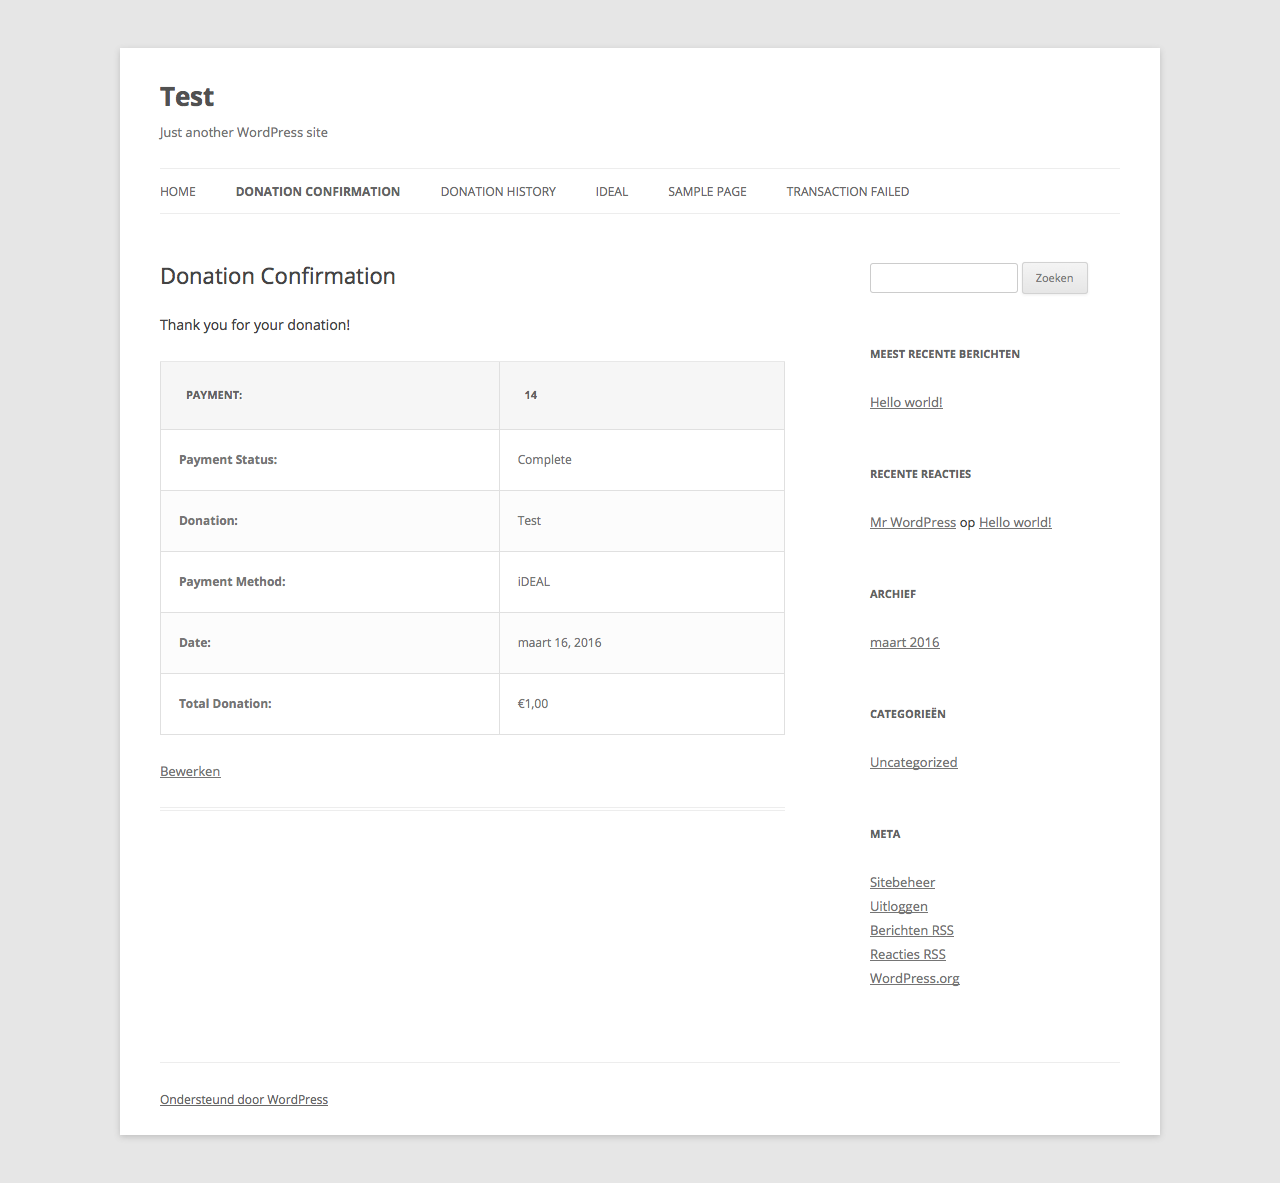 Test
Just another WordPress site
HOME DONATION CONFIRMATION DONATION HISTORY IDEAL SAMPLE PAGE TRANSACTION FAILED
Donation Confirmation
Thank you for your donation!
PAYMENT: 14
Payment Status: Complete
Donation: Test
Payment Method: iDEAL
Date: maart 16, 2016
Total Donation: €1,00
Bewerken
Zoeken
MEEST RECENTE BERICHTEN
Hello world!
RECENTE REACTIES
Mr WordPress op Hello world!
ARCHIEF
maart 2016
CATEGORIEËN
Uncategorized
META
Sitebeheer
Uitloggen
Berichten RSS
Reacties RSS
WordPress.org
Ondersteund door WordPress